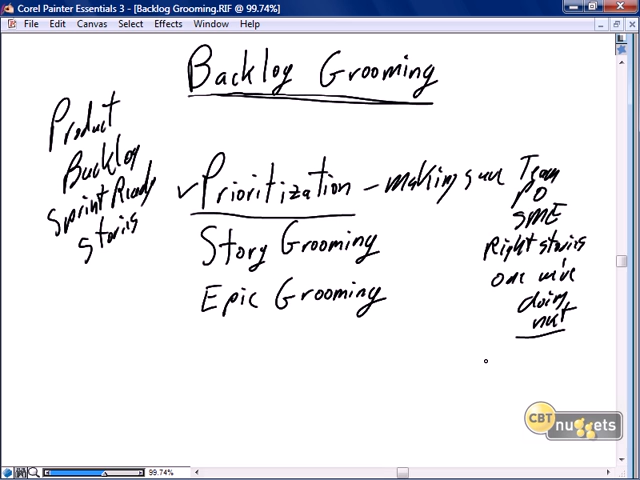 Corel Painter Essentials 3 - [Backlog Grooming.RIF @ 99.74%]
File Edit Select Effects Window Help
Backlog Grooming
Product
Backlog
Sprint Ready
Stories
Prioritization - making sure
Story Grooming
Epic Grooming
Team
PO
SME
Right stories
One we're
doing
next
CBT nuggets
99.74%